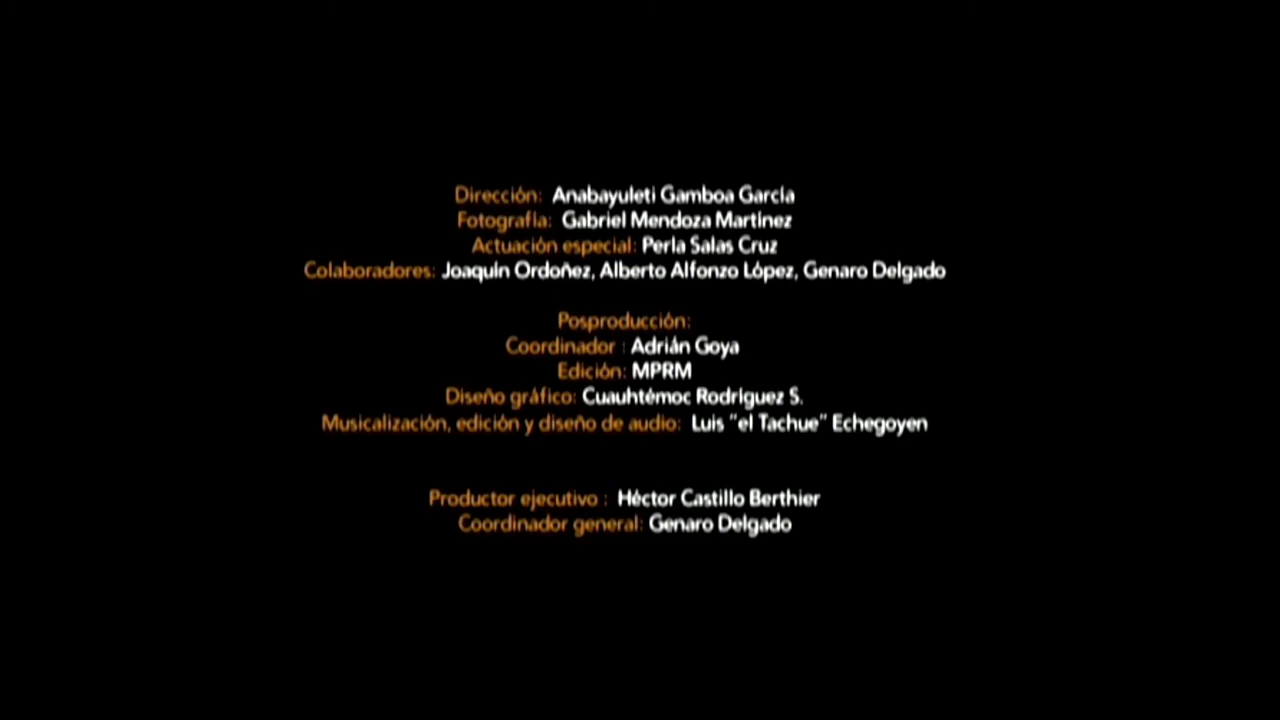 Dirección: Anabayuleti Gamboa García
Fotografía: Gabriel Mendoza Martínez
Actuación especial: Perla Salas Cruz
Colaboradores: Joaquín Ordoñez, Alberto Alfonzo López, Genaro Delgado
Posproducción:
Coordinador : Adrián Goya
Edición: MPRM
Diseño gráfico: Cuauhtémoc Rodríguez S.
Musicalización, edición y diseño de audio: Luis "el Tachue" Echegoyen
Productor ejecutivo : Héctor Castillo Berthier
Coordinador general: Genaro Delgado